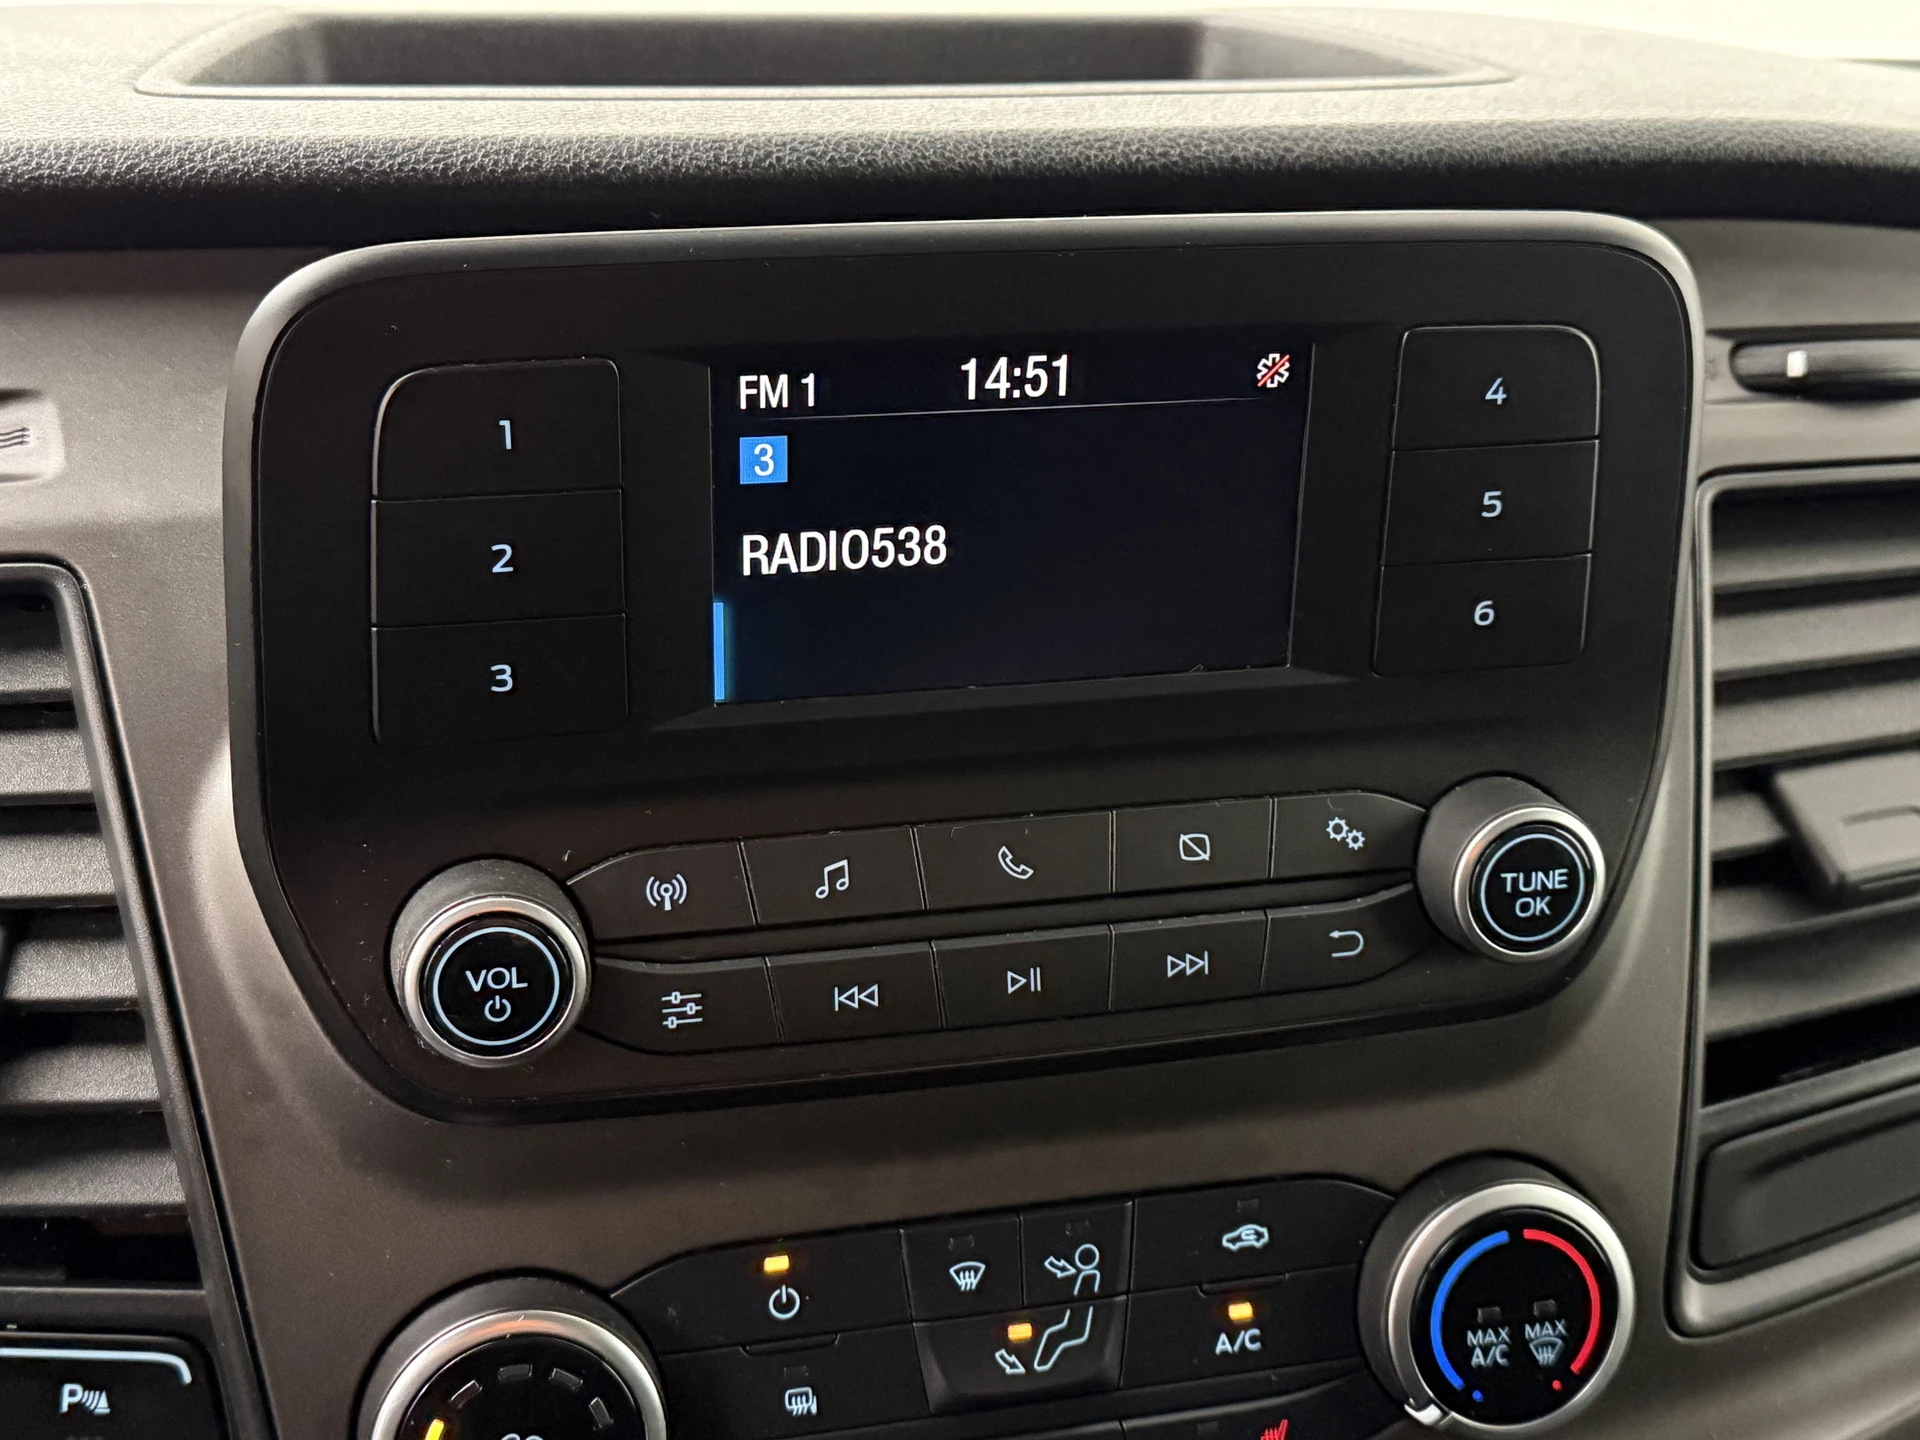 FM 1 14:51
3
RADIO538
1
2
3
4
5
6
VOL
TUNE
OK
A/C
MAX
A/C
MAX
P